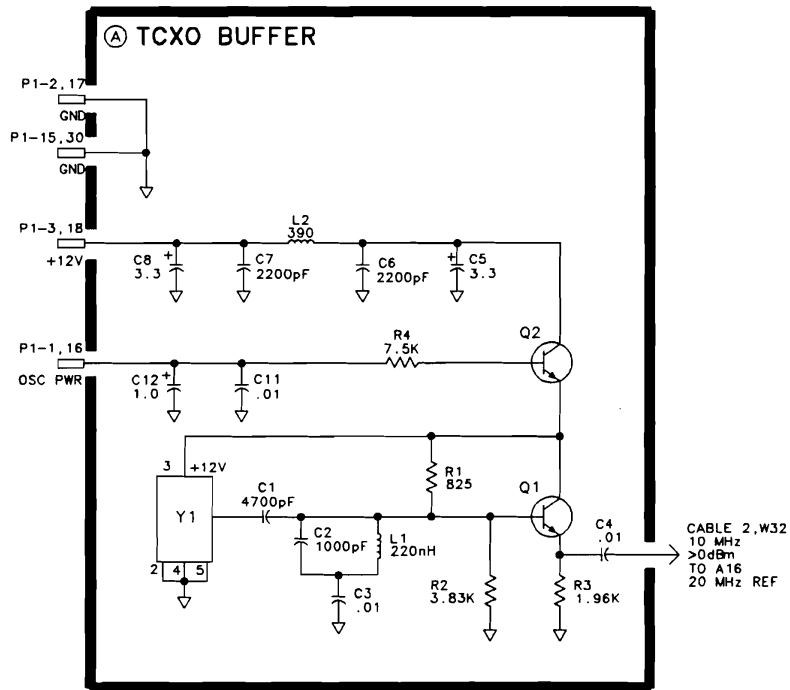 A TCXO BUFFER
P1-2,17
GND
P1-15,30
GND
P1-3,18
+12V
L2
390
C8
+
3.3
C7
2200pF
C6
2200pF
+
C5
3.3
Q2
R4
7.5K
P1-1,16
OSC PWR
C12
+
1.0
C11
.01
3
+12V
Y1
2 4 5
C1
4700pF
C2
1000pF
L1
220nH
C3
.01
R1
825
Q1
R2
3.83K
C4
.01
R3
1.96K
CABLE 2,W32
10 MHz
>0dBm
TO A16
20 MHz REF